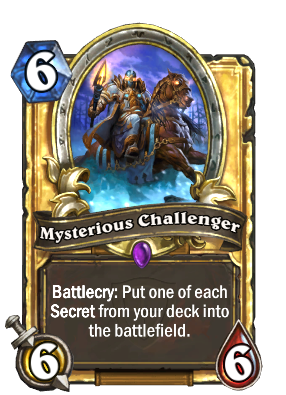 6
Mysterious Challenger
Battlecry: Put one of each
Secret from your deck into
the battlefield.
6 6